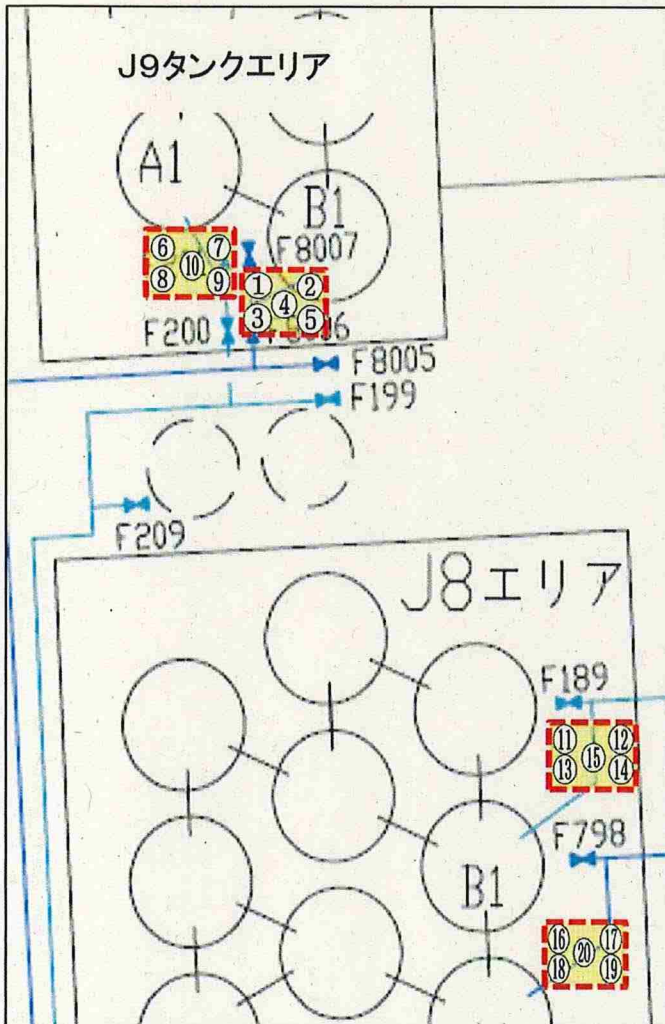 J9タンクエリア
A1
B1
F8007
⑥ ⑦
⑩
⑧ ⑨
① ②
④
③ ⑤
F200
F8005
F199
F209
J8エリア
F189
⑪ ⑫
⑮
⑬ ⑭
F798
B1
⑯ ⑰
⑳
⑱ ⑲